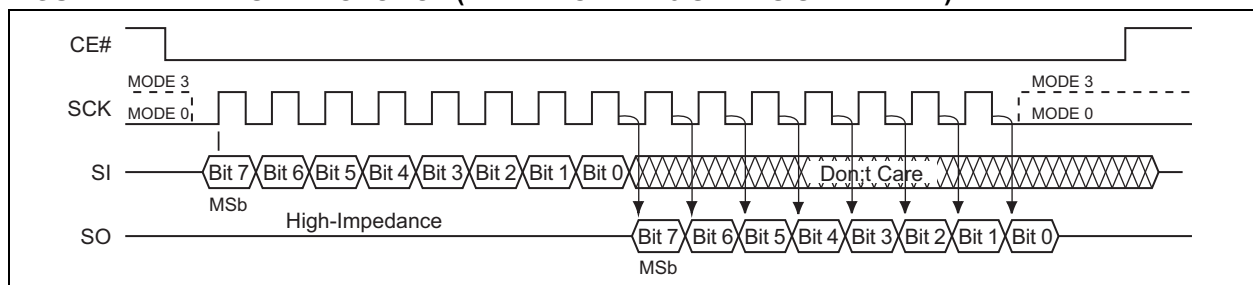 CE#
MODE 3
MODE 3
SCK
MODE 0
MODE 0
SI
Bit 7 Bit 6 Bit 5 Bit 4 Bit 3 Bit 2 Bit 1 Bit 0
Don;t Care
MSb
High-Impedance
SO
Bit 7 Bit 6 Bit 5 Bit 4 Bit 3 Bit 2 Bit 1 Bit 0
MSb